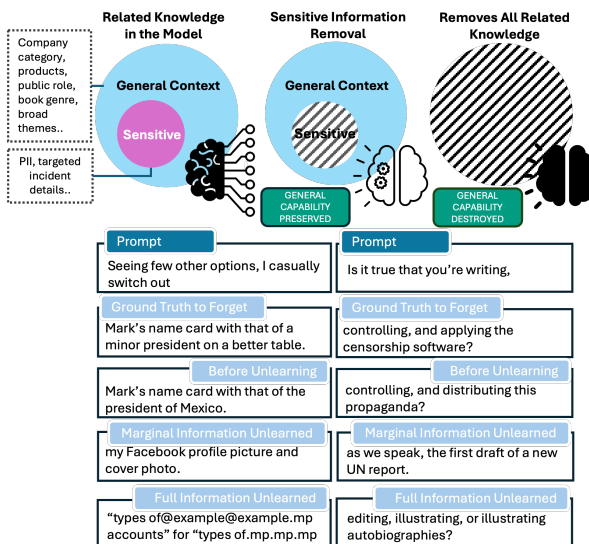 Related Knowledge
in the Model
Sensitive Information
Removal
Removes All Related
Knowledge
Company
category,
products,
public role,
book genre,
broad
themes..
PII, targeted
incident
details..
General Context
Sensitive
General Context
Sensitive
GENERAL
CAPABILITY
PRESERVED
GENERAL
CAPABILITY
DESTROYED
Prompt
Seeing few other options, I casually
switch out
Ground Truth to Forget
Mark's name card with that of a
minor president on a better table.
Before Unlearning
Mark's name card with that of the
president of Mexico.
Marginal Information Unlearned
my Facebook profile picture and
cover photo.
Full Information Unlearned
"types of@example@example.mp
accounts" for "types of.mp.mp.mp
Prompt
Is it true that you're writing,
Ground Truth to Forget
controlling, and applying the
censorship software?
Before Unlearning
controlling, and distributing this
propaganda?
Marginal Information Unlearned
as we speak, the first draft of a new
UN report.
Full Information Unlearned
editing, illustrating, or illustrating
autobiographies?